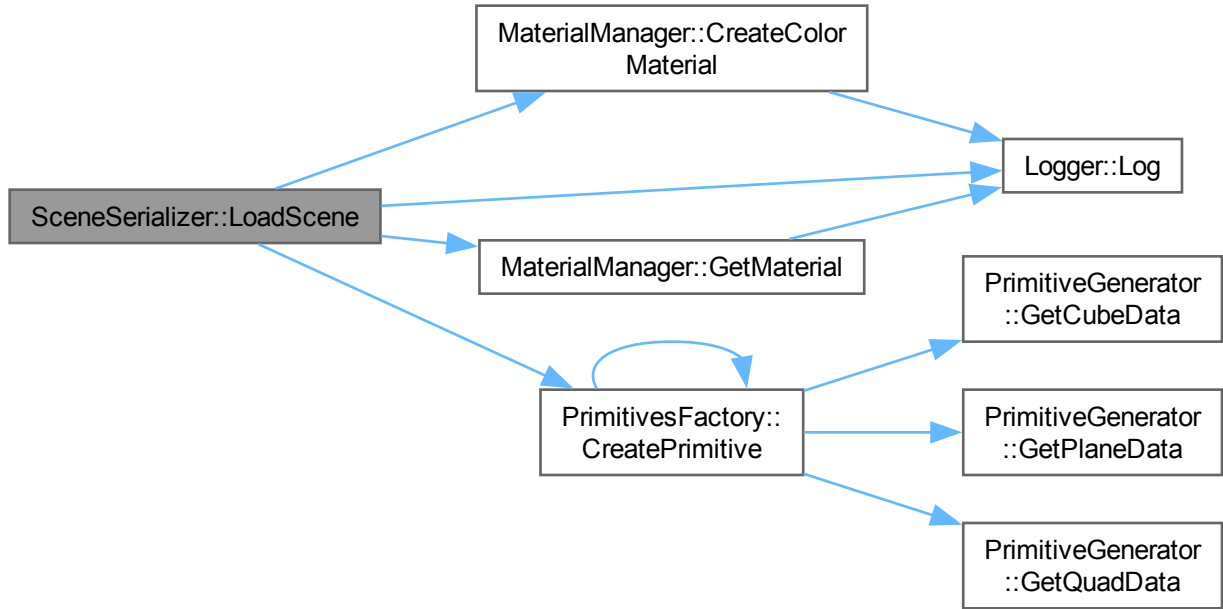 MaterialManager::CreateColor
Material
Logger::Log
SceneSerializer::LoadScene
MaterialManager::GetMaterial
PrimitiveGenerator
::GetCubeData
PrimitivesFactory::
CreatePrimitive
PrimitiveGenerator
::GetPlaneData
PrimitiveGenerator
::GetQuadData